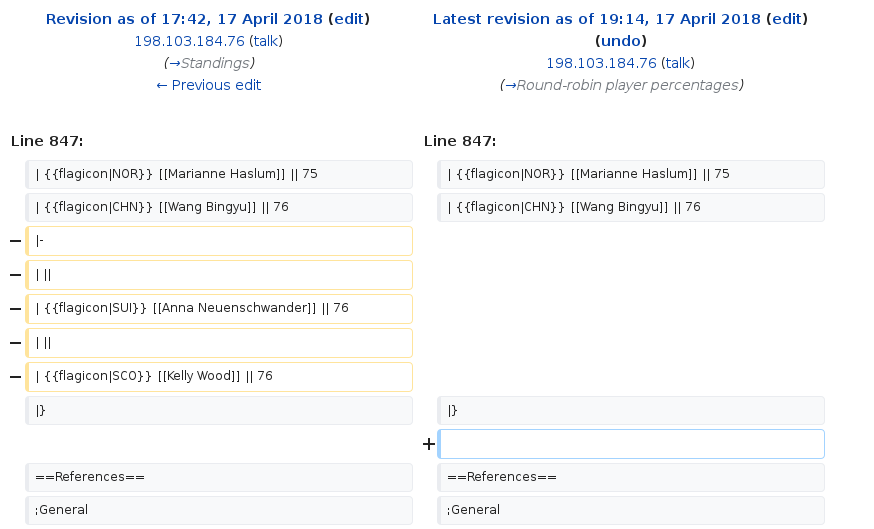 Revision as of 17:42, 17 April 2018 (edit)
198.103.184.76 (talk)
(→Standings)
← Previous edit
Latest revision as of 19:14, 17 April 2018 (edit)
(undo)
198.103.184.76 (talk)
(→Round-robin player percentages)
Line 847:
Line 847:
| {{flagicon|NOR}} [[Marianne Haslum]] || 75
| {{flagicon|NOR}} [[Marianne Haslum]] || 75
| {{flagicon|CHN}} [[Wang Bingyu]] || 76
| {{flagicon|CHN}} [[Wang Bingyu]] || 76
− |-
− | ||
− | {{flagicon|SUI}} [[Anna Neuenschwander]] || 76
− | ||
− | {{flagicon|SCO}} [[Kelly Wood]] || 76
|}
|}
+
==References==
==References==
;General
;General